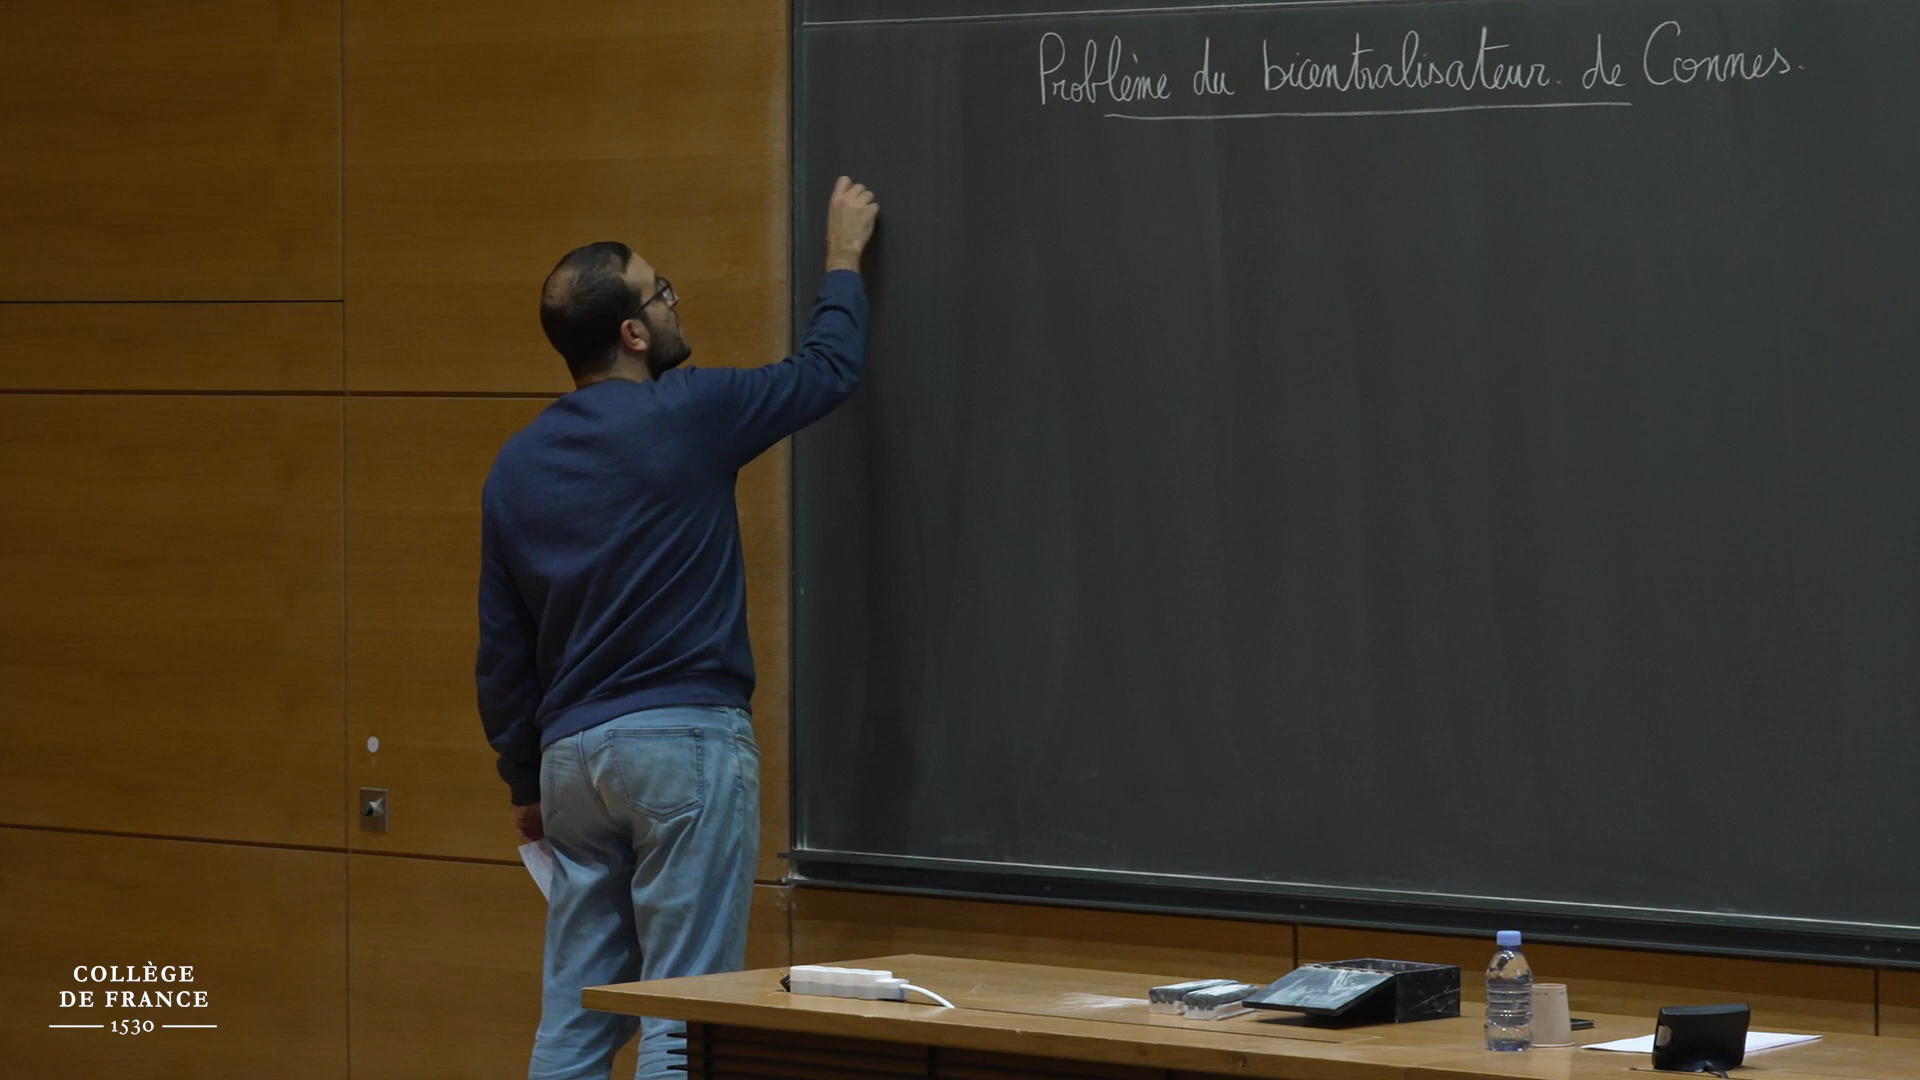 Problème du bicentralisateur. de Connes.
COLLÈGE
DE FRANCE
1530